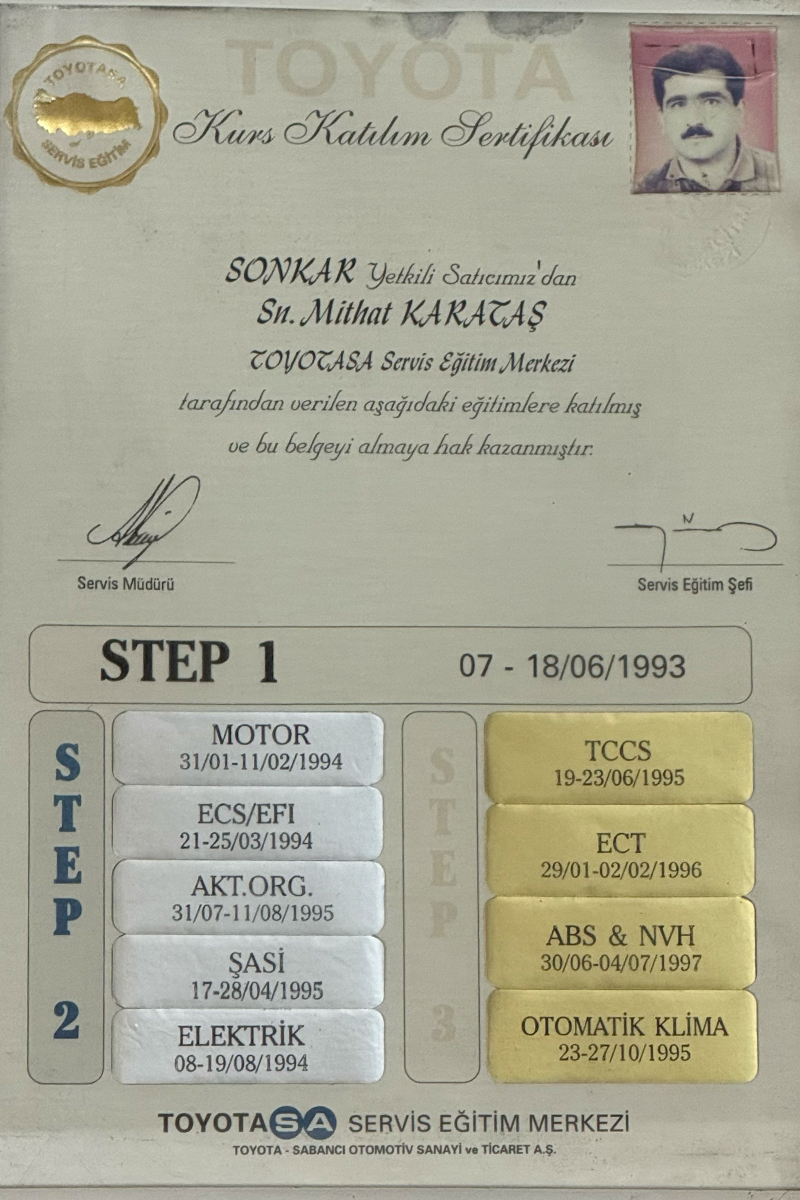 TOYOTA
TOYOTASA
SERVİS EĞİTİM
Kurs Katılım Sertifikası
SONKAR Yetkili Satıcımız'dan
Sn. Mithat KARATAŞ
TOYOTASA Servis Eğitim Merkezi
tarafından verilen aşağıdaki eğitimlere katılmış
ve bu belgeyi almaya hak kazanmıştır.
Servis Müdürü
Servis Eğitim Şefi
STEP 1
07 - 18/06/1993
STEP 2
MOTOR
31/01-11/02/1994
ECS/EFI
21-25/03/1994
AKT.ORG.
31/07-11/08/1995
ŞASİ
17-28/04/1995
ELEKTRİK
08-19/08/1994
STEP 3
TCCS
19-23/06/1995
ECT
29/01-02/02/1996
ABS & NVH
30/06-04/07/1997
OTOMATİK KLİMA
23-27/10/1995
TOYOTASA SERVİS EĞİTİM MERKEZİ
TOYOTA - SABANCI OTOMOTİV SANAYİ ve TİCARET A.Ş.